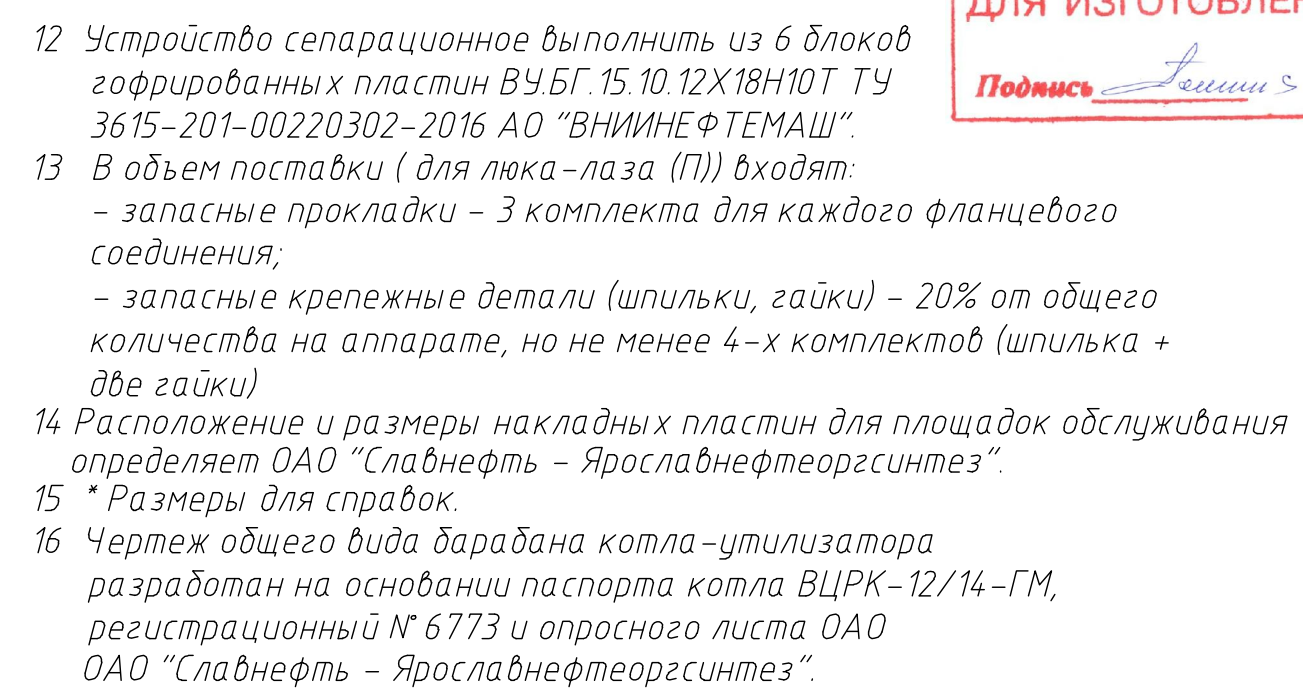 ДЛЯ ИЗГОТОВЛЕН
Подпись
12 Устройство сепарационное выполнить из 6 блоков
гофрированных пластин ВУ.БГ.15.10.12Х18Н10Т ТУ
3615-201-00220302-2016 АО "ВНИИНЕФТЕМАШ".
13 В объем поставки ( для люка-лаза (П)) входят:
- запасные прокладки - 3 комплекта для каждого фланцевого
соединения;
- запасные крепежные детали (шпильки, гайки) - 20% от общего
количества на аппарате, но не менее 4-х комплектов (шпилька +
две гайки)
14 Расположение и размеры накладных пластин для площадок обслуживания
определяет ОАО "Славнефть - Ярославнефтеоргсинтез".
15 * Размеры для справок.
16 Чертеж общего вида барабана котла-утилизатора
разработан на основании паспорта котла ВЦРК-12/14-ГМ,
регистрационный № 6773 и опросного листа ОАО
ОАО "Славнефть - Ярославнефтеоргсинтез".